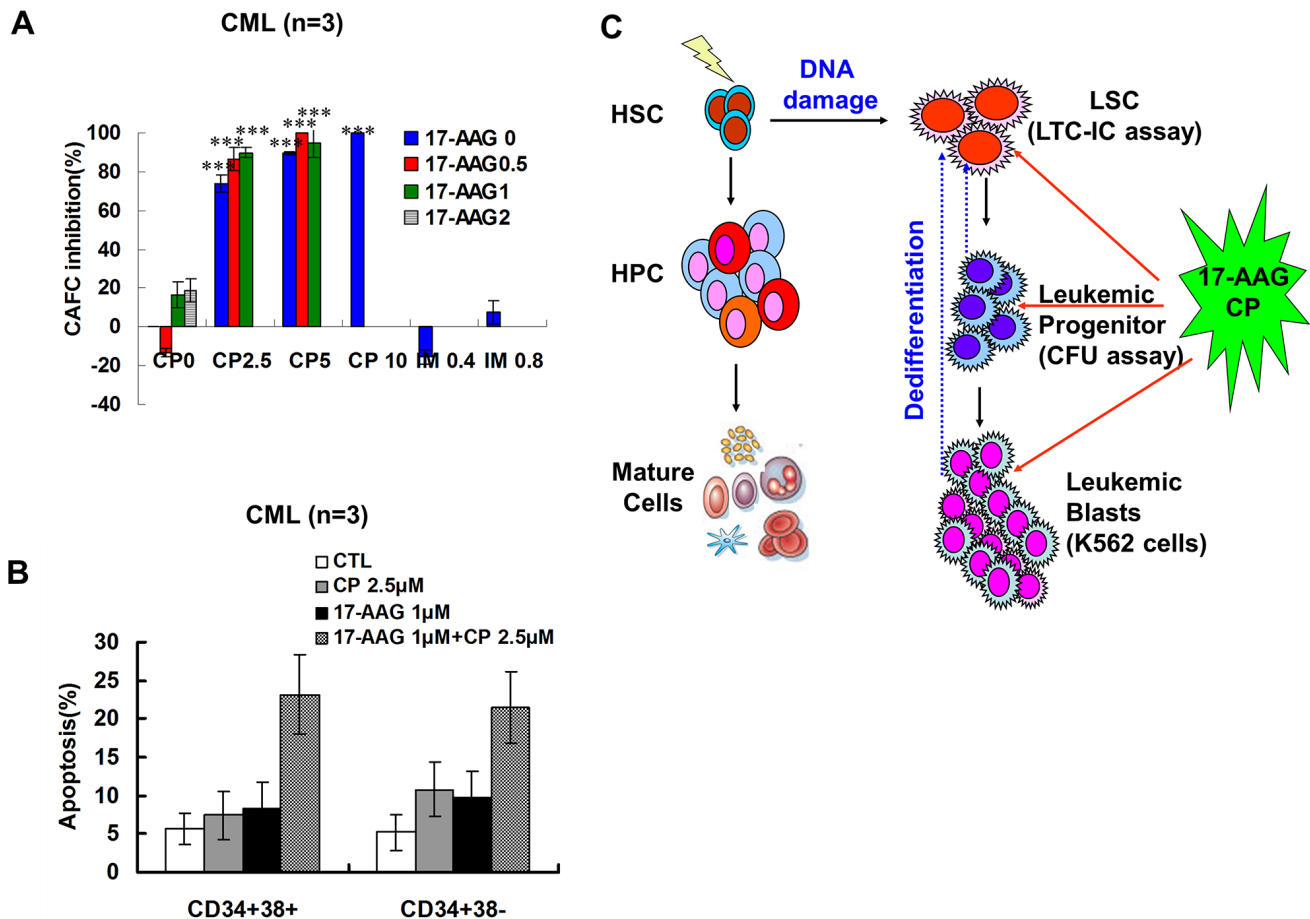 A
CML (n=3)
CAFC inhibition(%)
100
80
60
40
20
0
-20
-40
***
***
***
***
***
***
***
17-AAG 0
17-AAG0.5
17-AAG1
17-AAG2
CP0
CP2.5
CP5
CP 10
IM 0.4
IM 0.8
B
CML (n=3)
CTL
CP 2.5µM
17-AAG 1µM
17-AAG 1µM+CP 2.5µM
Apoptosis(%)
30
25
20
15
10
5
0
CD34+38+
CD34+38-
C
HSC
DNA
damage
LSC
(LTC-IC assay)
HPC
Dedifferentiation
Leukemic
Progenitor
(CFU assay)
17-AAG
CP
Mature
Cells
Leukemic
Blasts
(K562 cells)